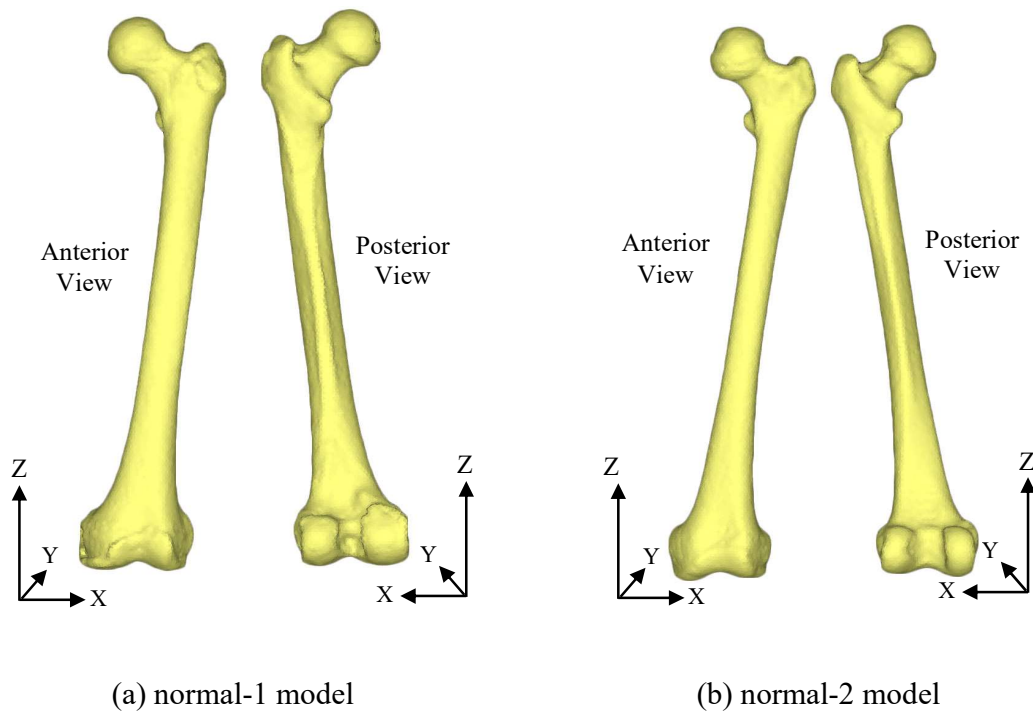 Anterior
View
Posterior
View
Z
Y
X
Z
Y
X
(a) normal-1 model
Anterior
View
Posterior
View
Z
Y
X
Z
Y
X
(b) normal-2 model